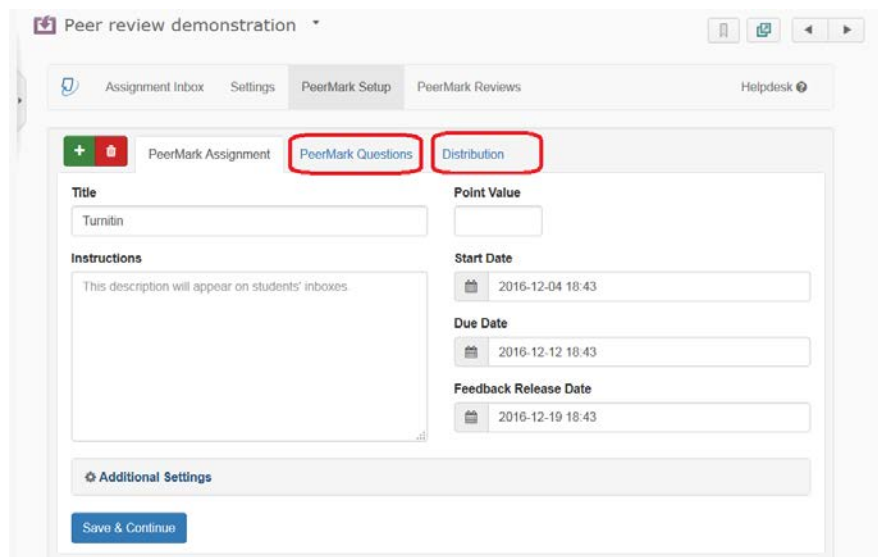 Peer review demonstration
Assignment Inbox Settings PeerMark Setup PeerMark Reviews Helpdesk
PeerMark Assignment PeerMark Questions Distribution
Title
Turnitin
Instructions
This description will appear on students' inboxes.
Point Value
Start Date
2016-12-04 18:43
Due Date
2016-12-12 18:43
Feedback Release Date
2016-12-19 18:43
Additional Settings
Save & Continue